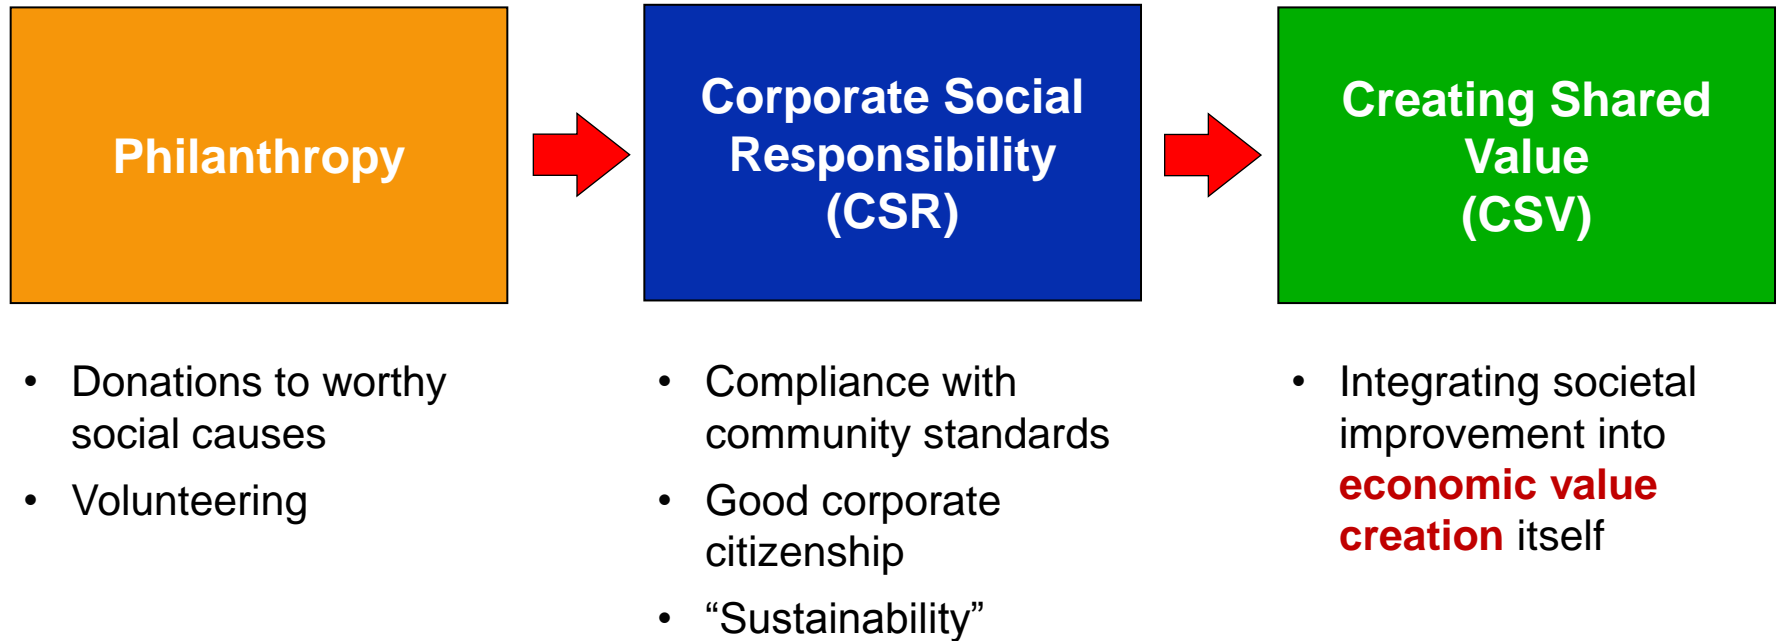 Philanthropy
Corporate Social
Responsibility
(CSR)
Creating Shared
Value
(CSV)
• Donations to worthy
social causes
• Volunteering
• Compliance with
community standards
• Good corporate
citizenship
• “Sustainability”
• Integrating societal
improvement into
economic value
creation itself